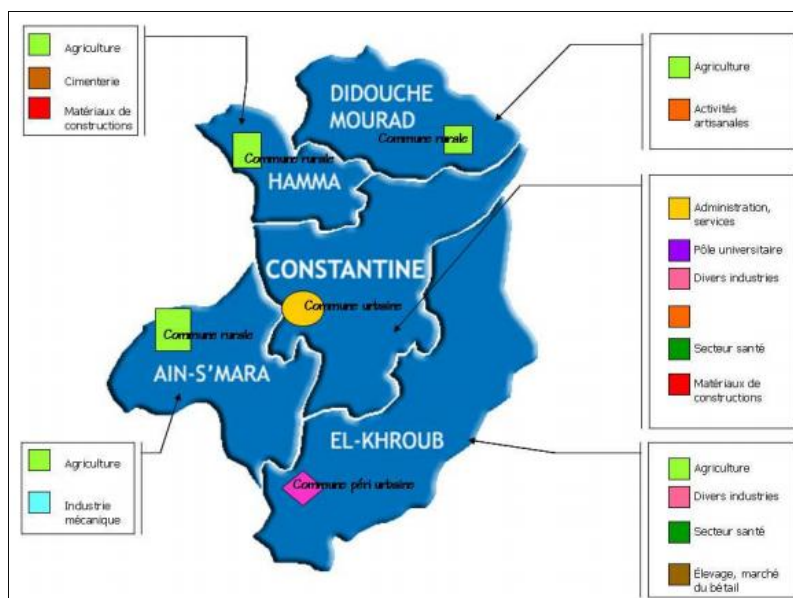 Agriculture
Cimenterie
Matériaux de
constructions
DIDOUCHE
MOURAD
Commune rurale
Agriculture
Activités
artisanales
Commune rurale
HAMMA
CONSTANTINE
Commune urbaine
Administration,
services
Pôle universitaire
Divers industries
Secteur santé
Matériaux de
constructions
Commune rurale
AIN-S'MARA
Agriculture
Industrie
mécanique
EL-KHROUB
Commune péri urbaine
Agriculture
Divers industries
Secteur santé
Élevage, marché
du bétail